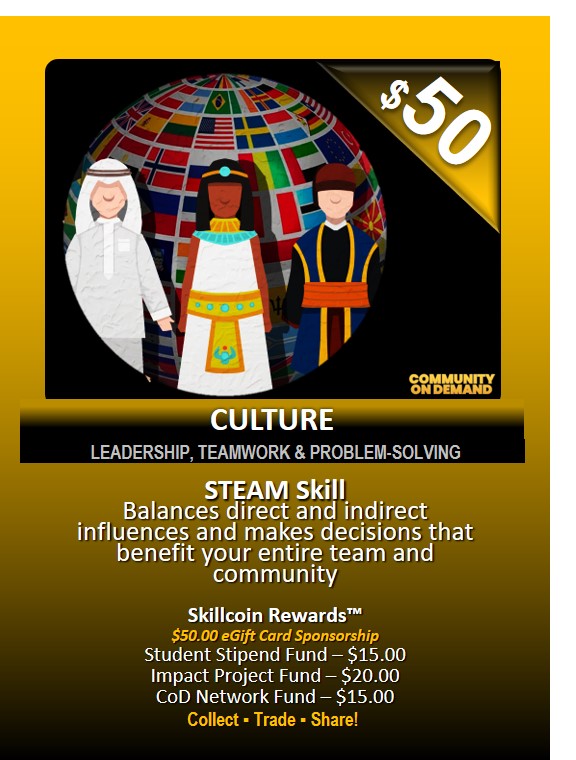 $50
COMMUNITY
ON DEMAND
CULTURE
LEADERSHIP, TEAMWORK & PROBLEM-SOLVING
STEAM Skill
Balances direct and indirect
influences and makes decisions that
benefit your entire team and
community
Skillcoin Rewards™
$50.00 eGift Card Sponsorship
Student Stipend Fund – $15.00
Impact Project Fund – $20.00
CoD Network Fund – $15.00
Collect ▪ Trade ▪ Share!